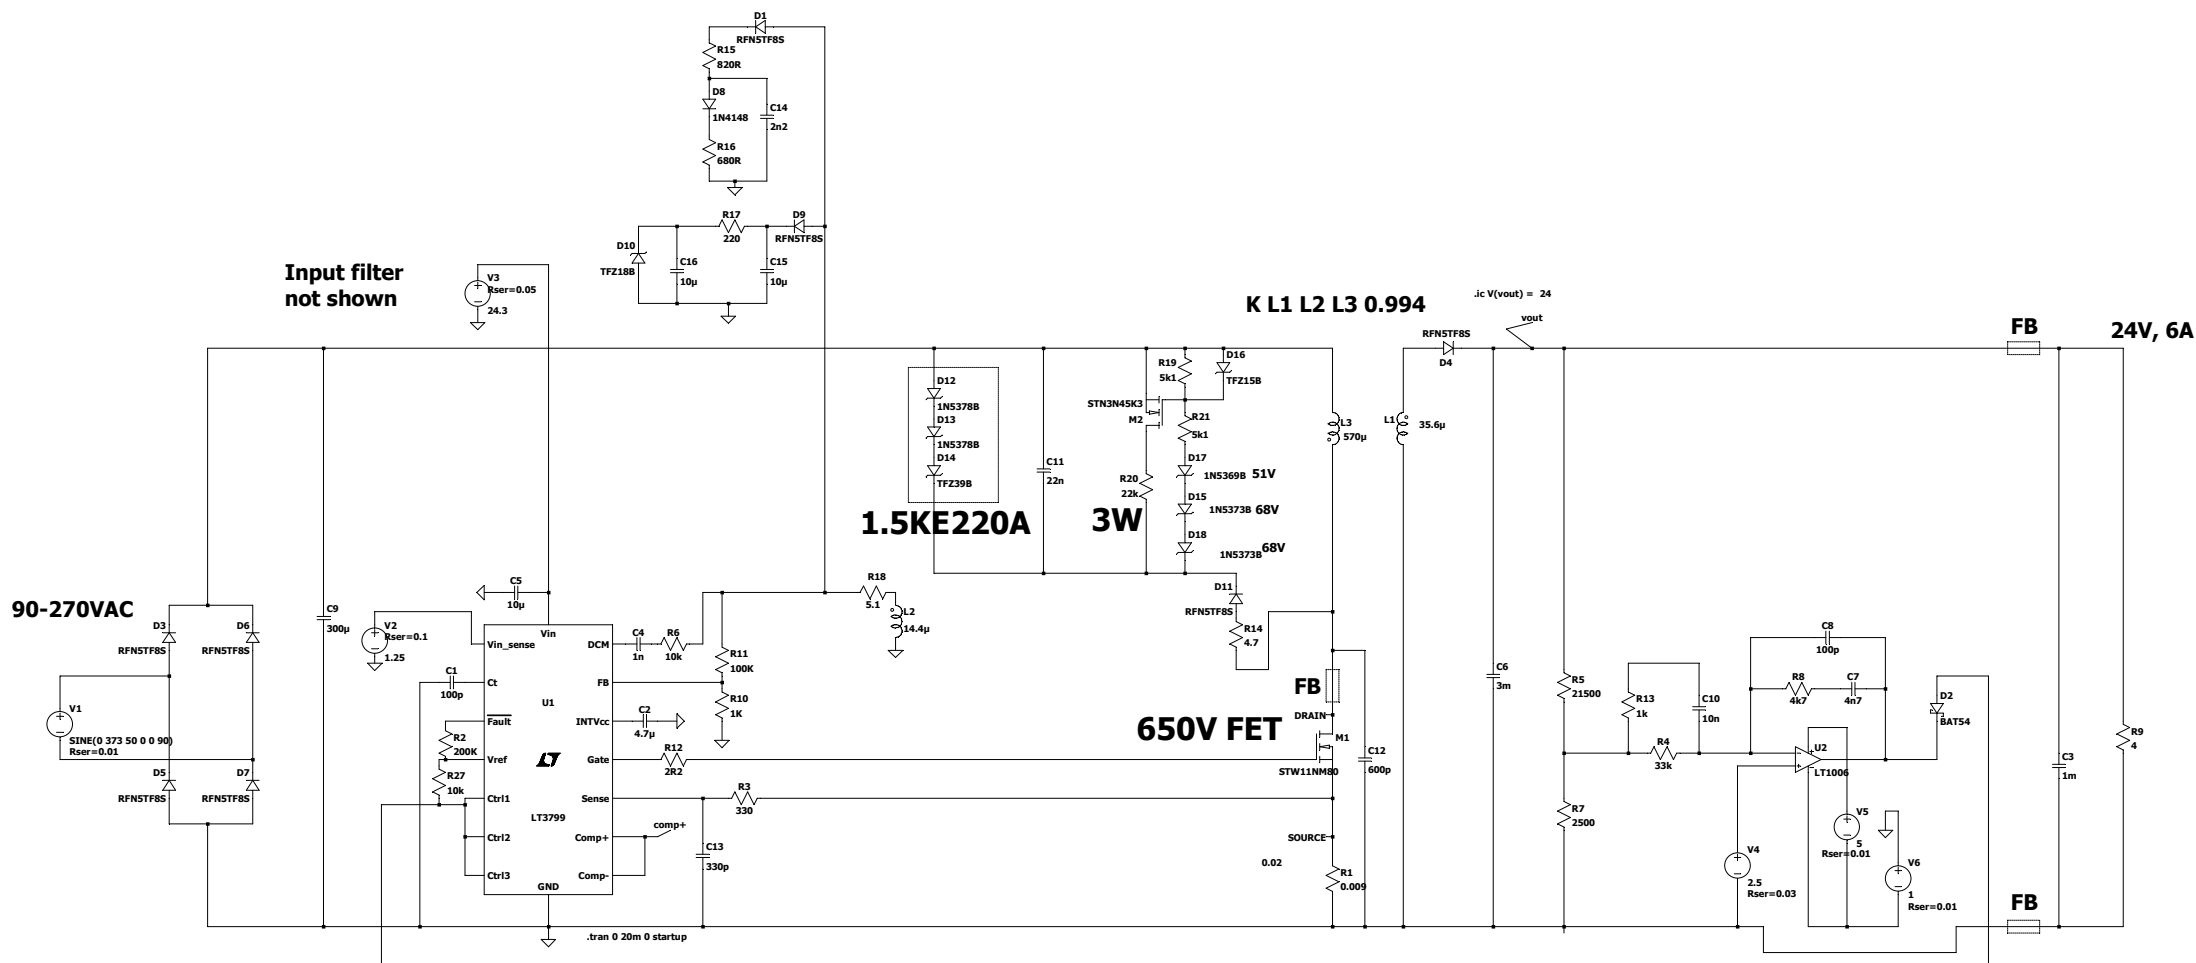 D1
RFN5TF8S
R15
820R
D8
1N4148
C14
2n2
R16
680R
R17
220
D9
RFN5TF8S
D10
TFZ18B
C16
10µ
C15
10µ
Input filter
not shown
V3
Rser=0.05
24.3
K L1 L2 L3 0.994
.ic V(vout) = 24
vout
RFN5TF8S
D4
FB
24V, 6A
D12
1N5378B
D13
1N5378B
D14
TFZ39B
1.5KE220A
C11
22n
STN3N45K3
M2
R19
5k1
D16
TFZ15B
R21
5k1
D17
1N5369B
51V
R20
22k
3W
D15
1N5373B
68V
D18
1N5373B
68V
L3
570µ
L1
35.6µ
D11
RFN5TF8S
R14
4.7
90-270VAC
D3
RFN5TF8S
D6
RFN5TF8S
V1
SINE(0 373 50 0 0 90)
Rser=0.01
D5
RFN5TF8S
D7
RFN5TF8S
C9
300µ
V2
Rser=0.1
1.25
C5
10µ
C1
100p
R2
200K
R27
10k
Vin
Vin_sense
DCM
Ct
FB
U1
Fault
INTVcc
Vref
Gate
Ctrl1
Sense
LT3799
Ctrl2
Comp+
Ctrl3
Comp-
GND
C4
1n
R6
10k
R18
5.1
L2
14.4µ
R11
100K
R10
1K
C2
4.7µ
R12
2R2
R3
330
comp+
C13
330p
.tran 0 20m 0 startup
FB
DRAIN
650V FET
M1
STW11NM80
C12
600p
SOURCE
0.02
R1
0.009
C6
3m
R5
21500
R7
2500
R13
1k
C10
10n
R4
33k
C8
100p
R8
4k7
C7
4n7
U2
LT1006
D2
BAT54
V4
2.5
Rser=0.03
V5
5
Rser=0.01
V6
1
Rser=0.01
FB
C3
1m
R9
4